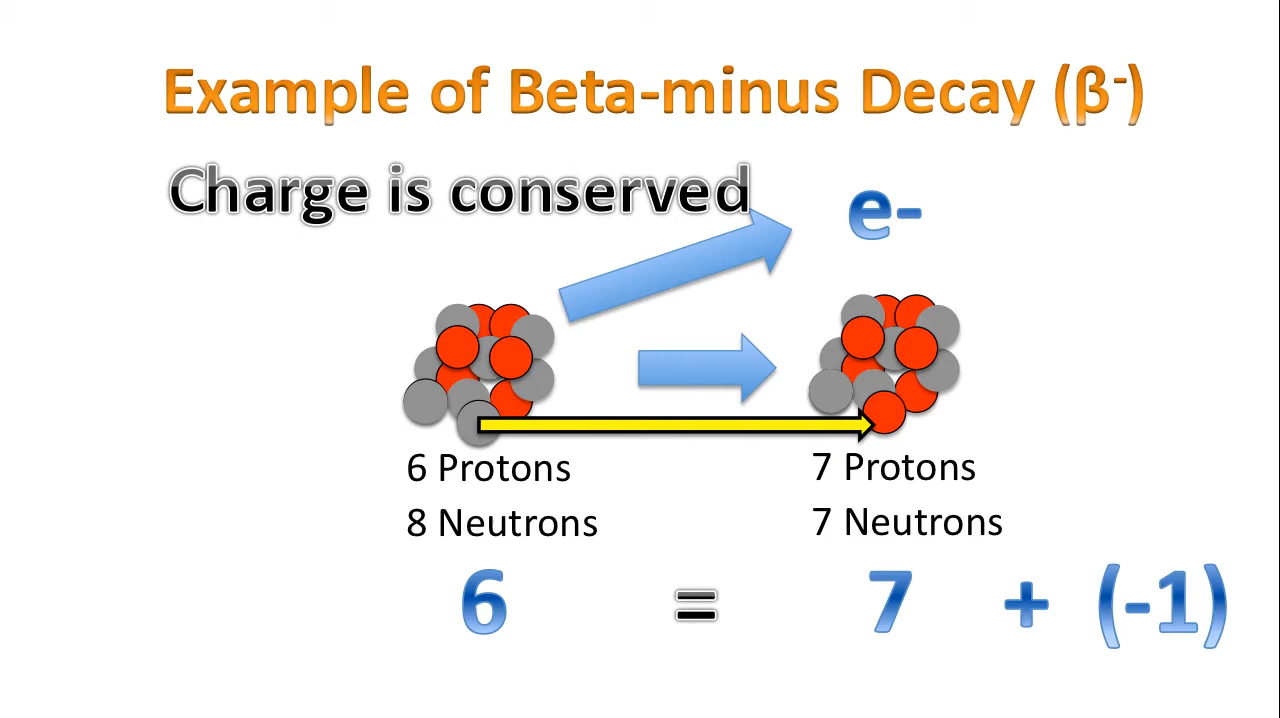 Example of Beta-minus Decay (β⁻)
Charge is conserved
e-
6 Protons
8 Neutrons
7 Protons
7 Neutrons
6 = 7 + (-1)